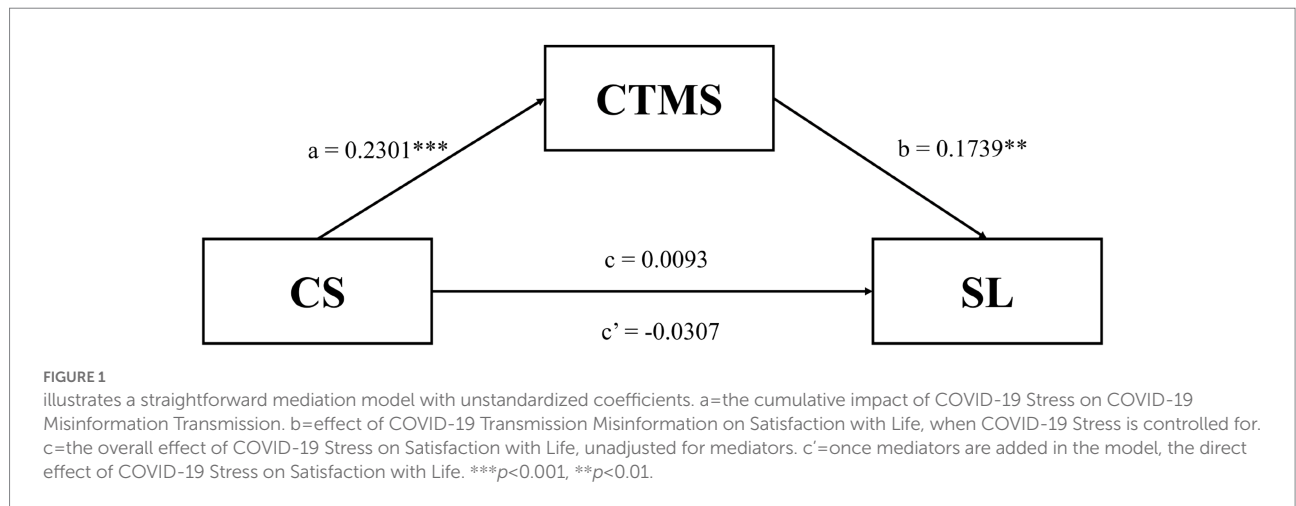 CTMS
a = 0.2301***
b = 0.1739**
c = 0.0093
CS
SL
c’ = -0.0307
FIGURE 1
illustrates a straightforward mediation model with unstandardized coefficients. a=the cumulative impact of COVID-19 Stress on COVID-19
Misinformation Transmission. b=effect of COVID-19 Transmission Misinformation on Satisfaction with Life, when COVID-19 Stress is controlled for.
c=the overall effect of COVID-19 Stress on Satisfaction with Life, unadjusted for mediators. c’=once mediators are added in the model, the direct
effect of COVID-19 Stress on Satisfaction with Life. ***p<0.001, **p<0.01.